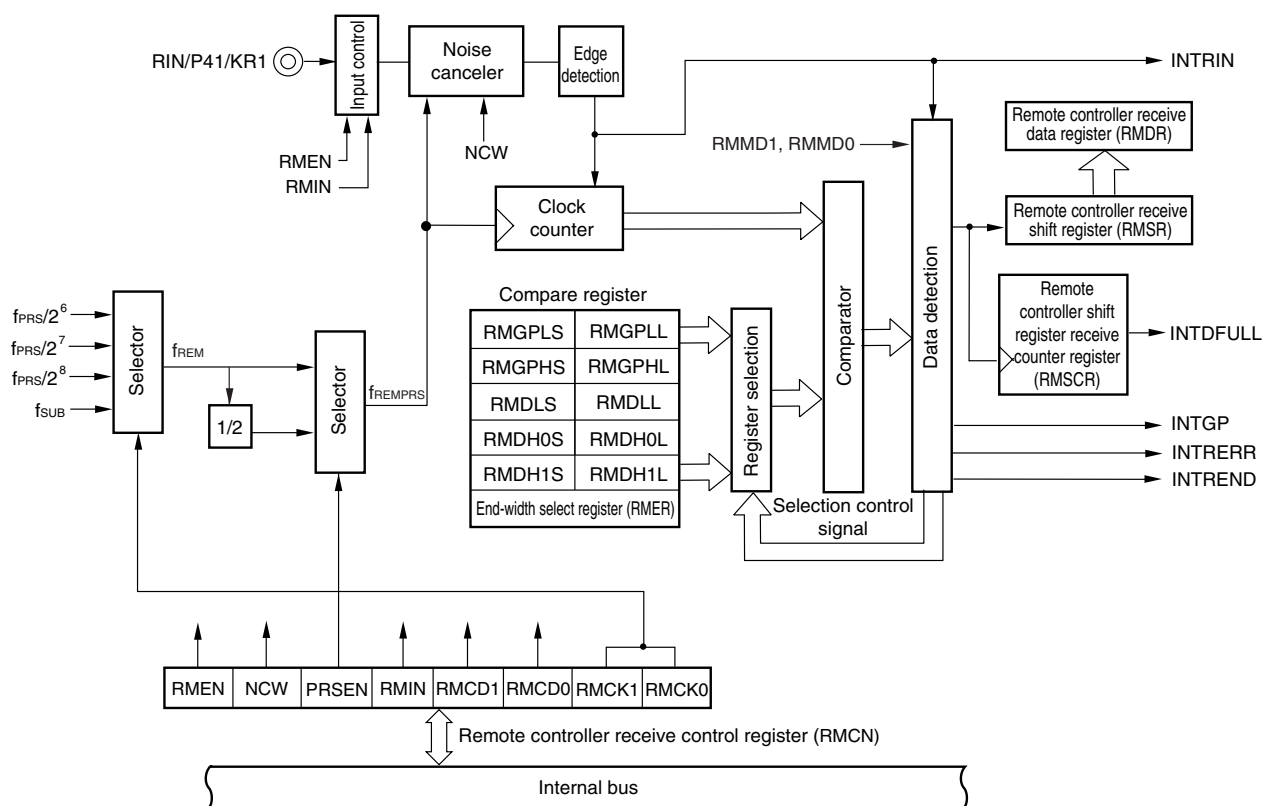 RIN/P41/KR1
Input control
Noise
canceler
Edge
detection
INTRIN
RMEN
RMIN
NCW
RMMD1, RMMD0
Remote controller receive
data register (RMDR)
Clock
counter
Remote controller receive
shift register (RMSR)
fPRS/2⁶
fPRS/2⁷
fPRS/2⁸
fSUB
Selector
fREM
1/2
Selector
fREMPRS
Compare register
RMGPLS RMGPLL
RMGPHS RMGPHL
RMDLS RMDLL
RMDH0S RMDH0L
RMDH1S RMDH1L
End-width select register (RMER)
Register selection
Comparator
Data detection
Remote
controller shift
register receive
counter register
(RMSCR)
INTDFULL
INTGP
INTRERR
INTREND
Selection control
signal
RMEN NCW PRSEN RMIN RMCD1 RMCD0 RMCK1 RMCK0
Remote controller receive control register (RMCN)
Internal bus